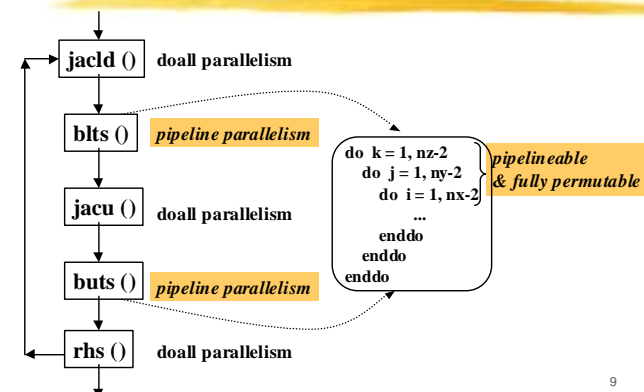 jacld () doall parallelism
blts () pipeline parallelism
jacu () doall parallelism
buts () pipeline parallelism
rhs () doall parallelism
do k = 1, nz-2
do j = 1, ny-2
do i = 1, nx-2
...
enddo
enddo
enddo
pipelineable
& fully permutable
9